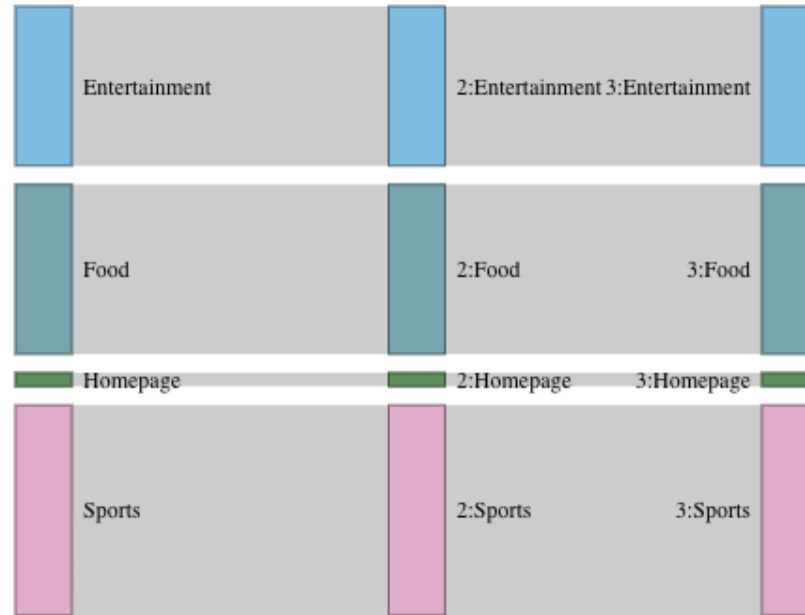 Entertainment 2:Entertainment 3:Entertainment
Food 2:Food 3:Food
Homepage 2:Homepage 3:Homepage
Sports 2:Sports 3:Sports